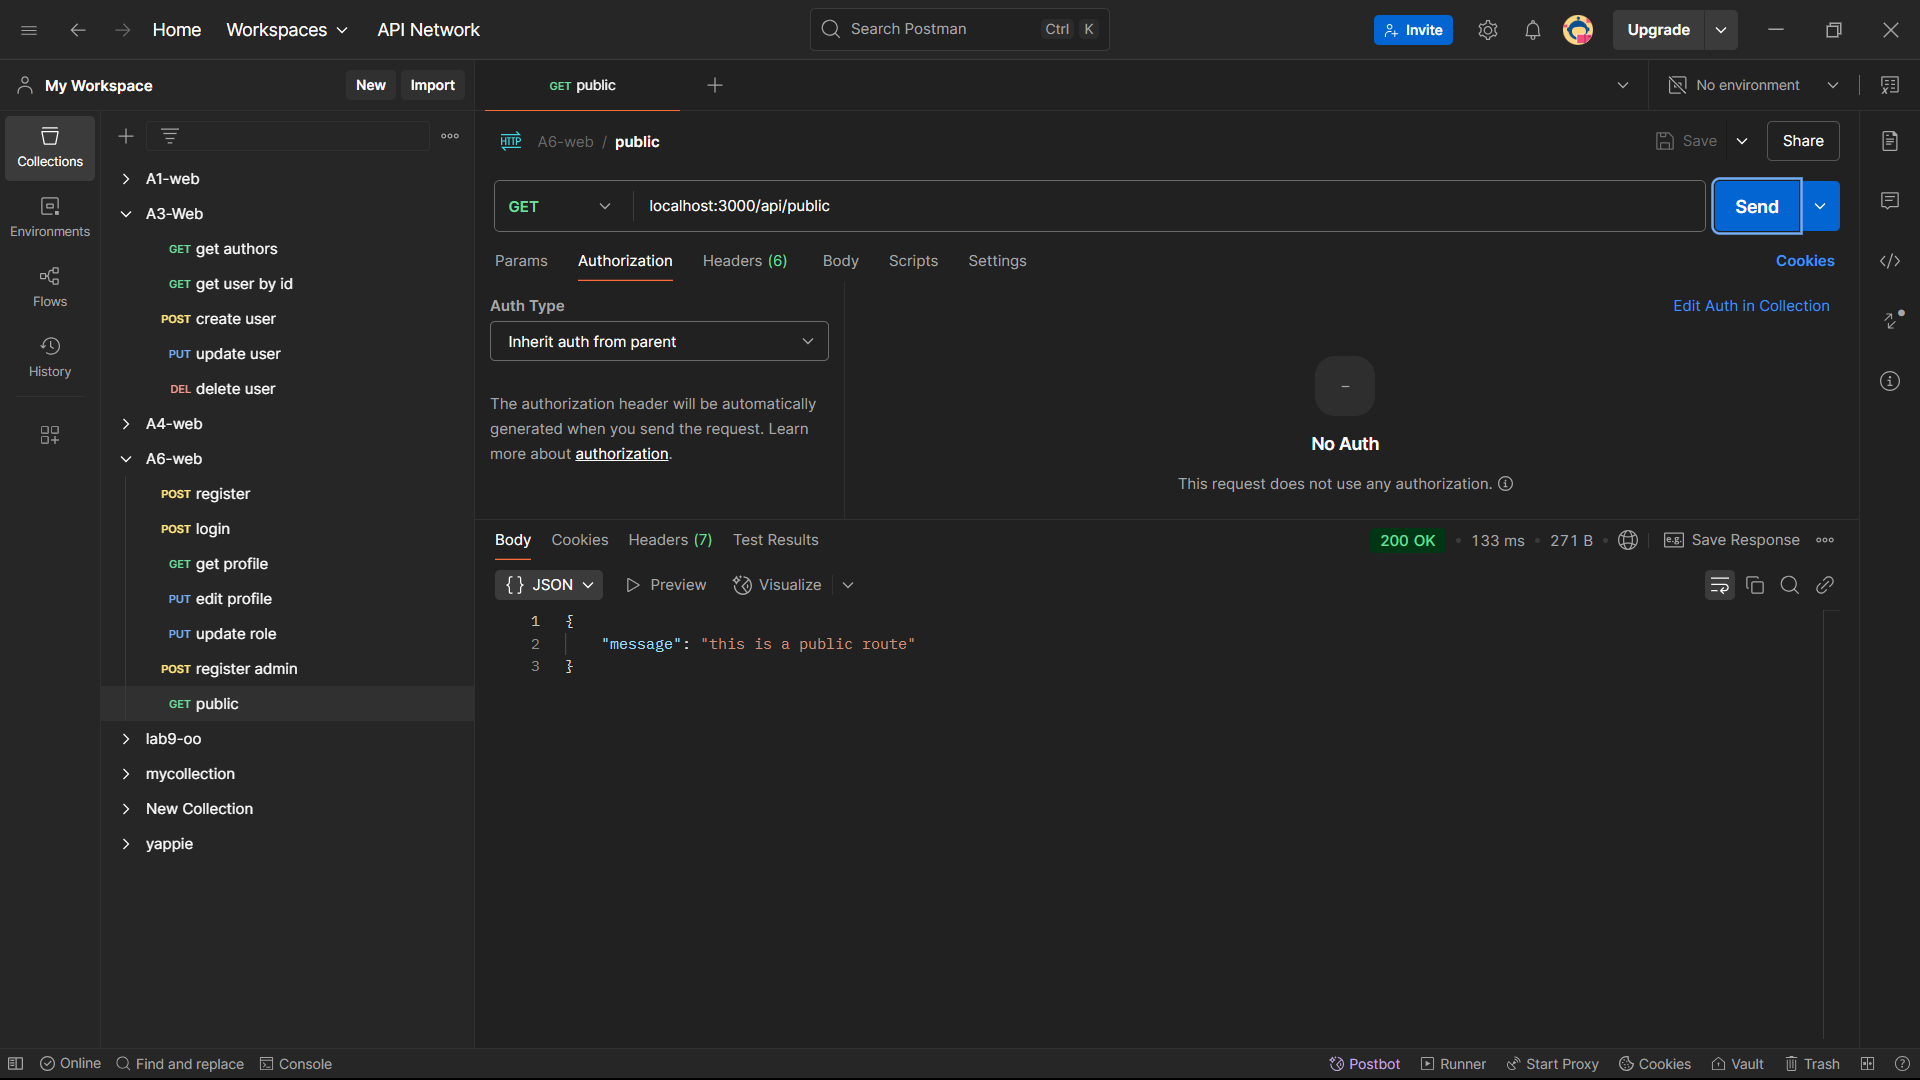 Home Workspaces API Network
Search Postman Ctrl K
Invite Upgrade
My Workspace New Import
GET public
No environment
Collections
Environments
Flows
History
A1-web
A3-Web
GET get authors
GET get user by id
POST create user
PUT update user
DEL delete user
A4-web
A6-web
POST register
POST login
GET get profile
PUT edit profile
PUT update role
POST register admin
GET public
lab9-oo
mycollection
New Collection
yappie
HTTP A6-web / public
Save Share
GET localhost:3000/api/public Send
Params Authorization Headers (6) Body Scripts Settings Cookies
Auth Type
Inherit auth from parent
The authorization header will be automatically
generated when you send the request. Learn
more about authorization.
Edit Auth in Collection
No Auth
This request does not use any authorization.
Body Cookies Headers (7) Test Results
200 OK • 133 ms • 271 B e.g. Save Response
{} JSON Preview Visualize
1 {
2 "message": "this is a public route"
3 }
Online Find and replace Console
Postbot Runner Start Proxy Cookies Vault Trash